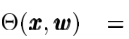 Θ(𝒙, 𝒘) =